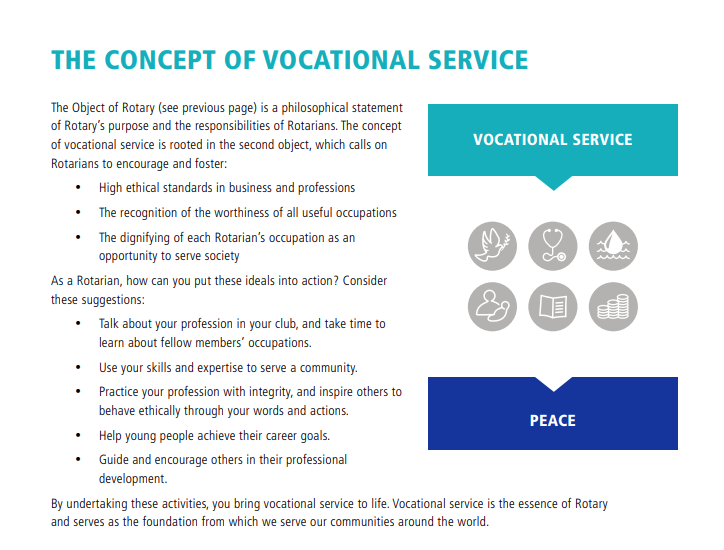 THE CONCEPT OF VOCATIONAL SERVICE
The Object of Rotary (see previous page) is a philosophical statement
of Rotary’s purpose and the responsibilities of Rotarians. The concept
of vocational service is rooted in the second object, which calls on
Rotarians to encourage and foster:
• High ethical standards in business and professions
• The recognition of the worthiness of all useful occupations
• The dignifying of each Rotarian’s occupation as an
opportunity to serve society
As a Rotarian, how can you put these ideals into action? Consider
these suggestions:
• Talk about your profession in your club, and take time to
learn about fellow members’ occupations.
• Use your skills and expertise to serve a community.
• Practice your profession with integrity, and inspire others to
behave ethically through your words and actions.
• Help young people achieve their career goals.
• Guide and encourage others in their professional
development.
By undertaking these activities, you bring vocational service to life. Vocational service is the essence of Rotary
and serves as the foundation from which we serve our communities around the world.
VOCATIONAL SERVICE
PEACE